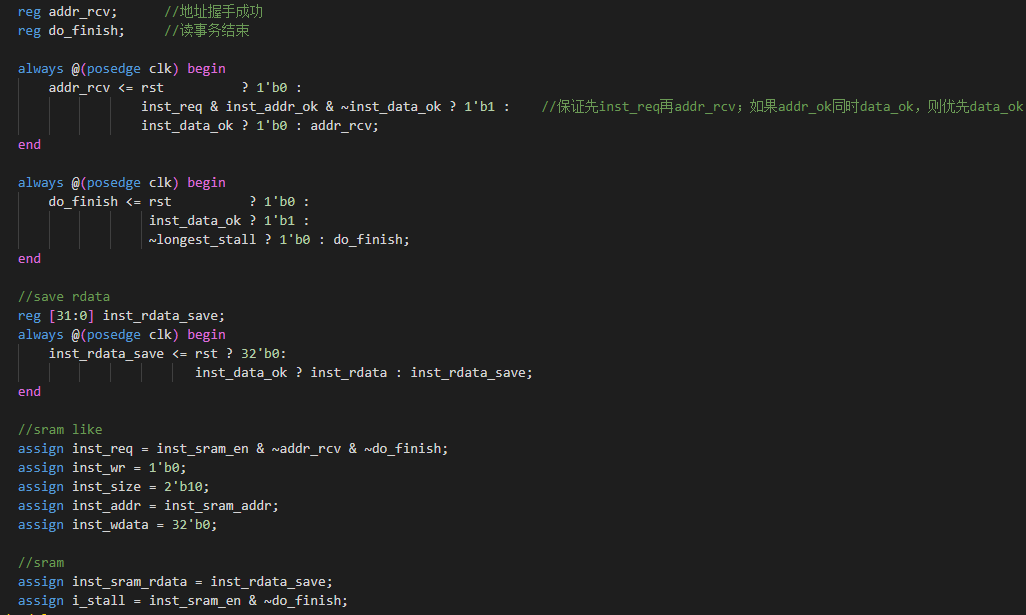 reg addr_rcv;      //地址握手成功
reg do_finish;     //读事务结束
always @(posedge clk) begin
    addr_rcv <= rst          ? 1'b0 :
                inst_req & inst_addr_ok & ~inst_data_ok ? 1'b1 :    //保证先inst_req再addr_rcv；如果addr_ok同时data_ok，则优先data_ok
                inst_data_ok ? 1'b0 : addr_rcv;
end
always @(posedge clk) begin
    do_finish <= rst          ? 1'b0 :
                 inst_data_ok ? 1'b1 :
                 ~longest_stall ? 1'b0 : do_finish;
end
//save rdata
reg [31:0] inst_rdata_save;
always @(posedge clk) begin
    inst_rdata_save <= rst ? 32'b0:
                       inst_data_ok ? inst_rdata : inst_rdata_save;
end
//sram like
assign inst_req = inst_sram_en & ~addr_rcv & ~do_finish;
assign inst_wr = 1'b0;
assign inst_size = 2'b10;
assign inst_addr = inst_sram_addr;
assign inst_wdata = 32'b0;
//sram
assign inst_sram_rdata = inst_rdata_save;
assign i_stall = inst_sram_en & ~do_finish;